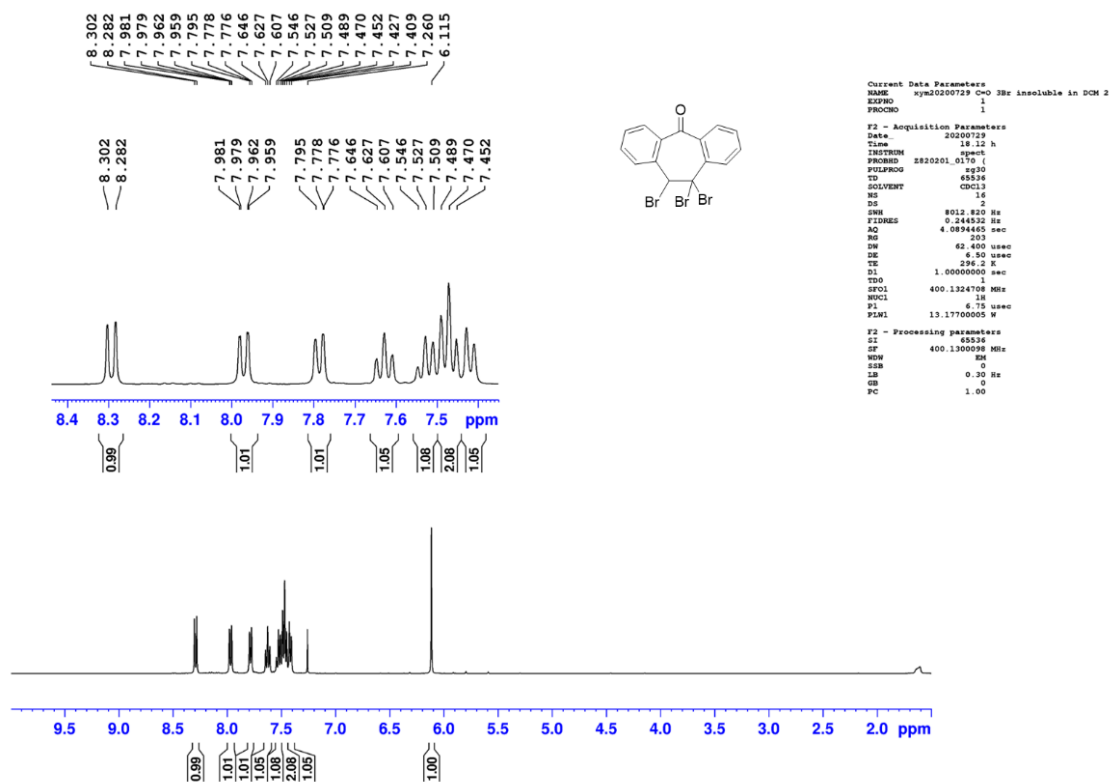 8.302
8.282
7.981
7.979
7.962
7.959
7.795
7.778
7.776
7.646
7.627
7.607
7.546
7.527
7.509
7.489
7.470
7.452
7.427
7.409
7.260
6.115
8.302
8.282
7.981
7.979
7.962
7.959
7.795
7.778
7.776
7.646
7.627
7.607
7.546
7.527
7.509
7.489
7.470
7.452
O
Br Br Br
Current Data Parameters
NAME xym20200729 C=O 3Br insoluble in DCM 2
EXPNO 1
PROCNO 1
F2 - Acquisition Parameters
Date_ 20200729
Time 18.12 h
INSTRUM spect
PROBHD Z820201_0170 (
PULPROG zg30
TD 65536
SOLVENT CDCl3
NS 16
DS 2
SWH 8012.820 Hz
FIDRES 0.244532 Hz
AQ 4.0894465 sec
RG 203
DW 62.400 usec
DE 6.50 usec
TE 296.2 K
D1 1.00000000 sec
TD0 1
SFO1 400.1324708 MHz
NUC1 1H
P1 6.75 usec
PLW1 13.17700005 W
F2 - Processing parameters
SI 65536
SF 400.1300098 MHz
WDW EM
SSB 0
LB 0.30 Hz
GB 0
PC 1.00
8.4 8.3 8.2 8.1 8.0 7.9 7.8 7.7 7.6 7.5 ppm
0.99 1.01 1.01 1.05 1.08 2.08 1.05
9.5 9.0 8.5 8.0 7.5 7.0 6.5 6.0 5.5 5.0 4.5 4.0 3.5 3.0 2.5 2.0 ppm
0.99 1.01 1.01 1.05 1.08 2.08 1.05 1.00